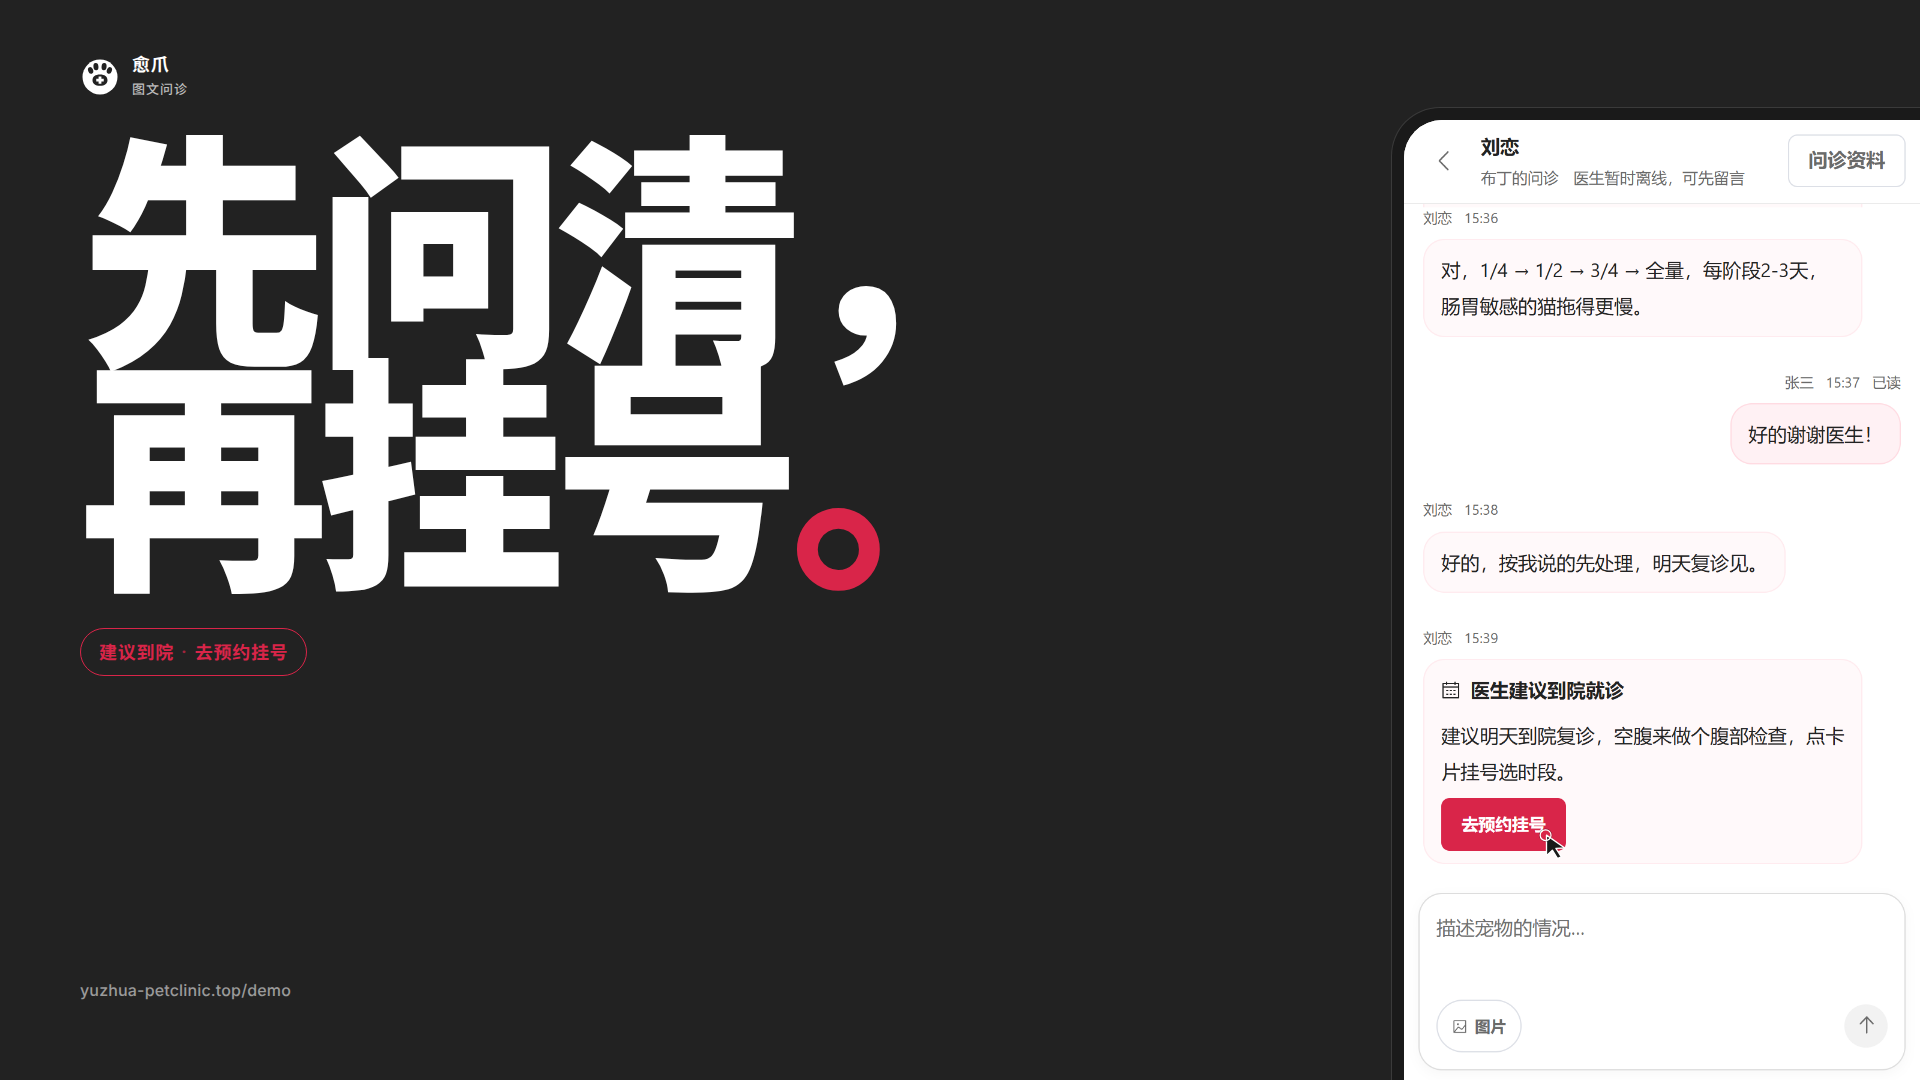 愈爪
图文问诊
先问清，
再挂号。
建议到院 · 去预约挂号
yuzhua-petclinic.top/demo
刘恋
布丁的问诊 医生暂时离线，可先留言
问诊资料
刘恋 15:36
对，1/4 → 1/2 → 3/4 → 全量，每阶段2-3天，
肠胃敏感的猫拖得更慢。
张三 15:37 已读
好的谢谢医生！
刘恋 15:38
好的，按我说的先处理，明天复诊见。
刘恋 15:39
医生建议到院就诊
建议明天到院复诊，空腹来做个腹部检查，点卡
片挂号选时段。
去预约挂号
描述宠物的情况...
图片